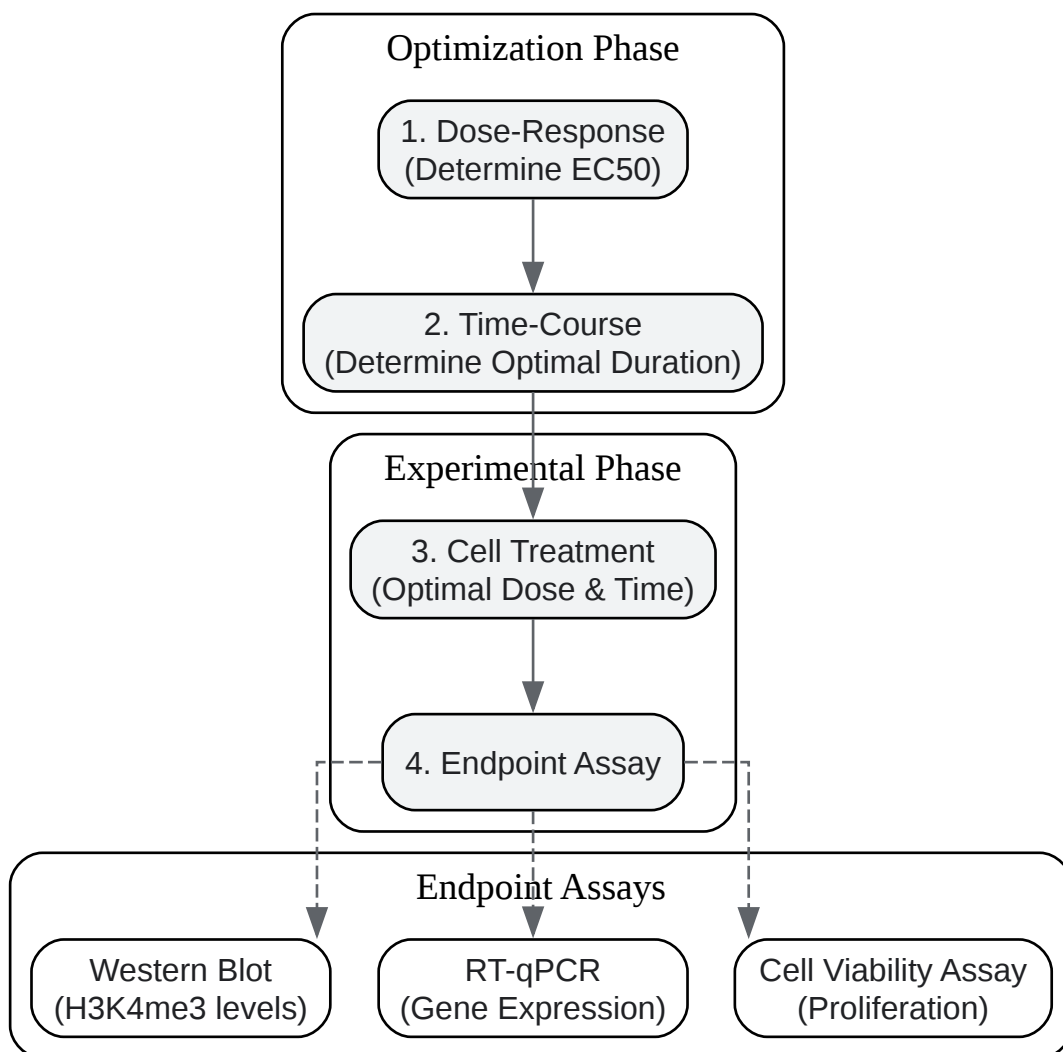 Optimization Phase
1. Dose-Response
(Determine EC50)
2. Time-Course
(Determine Optimal Duration)
Experimental Phase
3. Cell Treatment
(Optimal Dose & Time)
4. Endpoint Assay
Endpoint Assays
Western Blot
(H3K4me3 levels)
RT-qPCR
(Gene Expression)
Cell Viability Assay
(Proliferation)